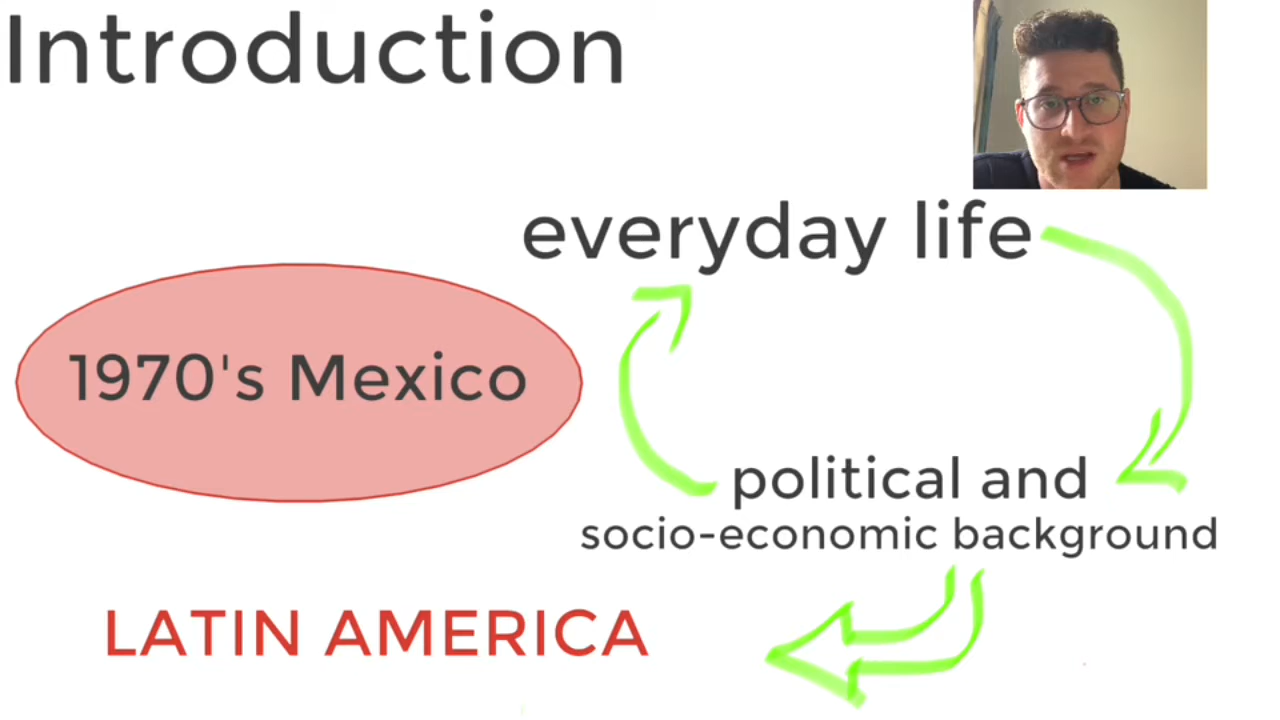 Introduction
everyday life
1970's Mexico
political and
socio-economic background
LATIN AMERICA